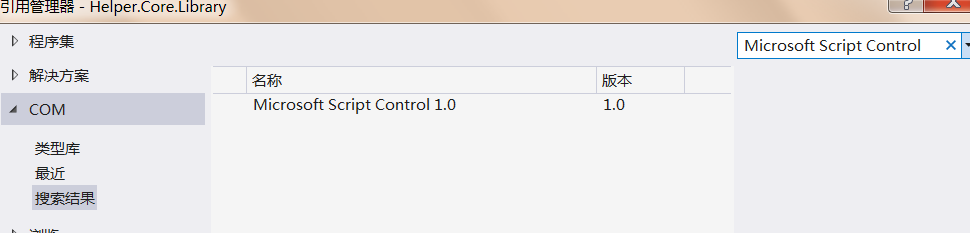 引用管理器 - Helper.Core.Library
程序集
Microsoft Script Control
解决方案
名称
版本
COM
Microsoft Script Control 1.0
1.0
类型库
最近
搜索结果
浏览